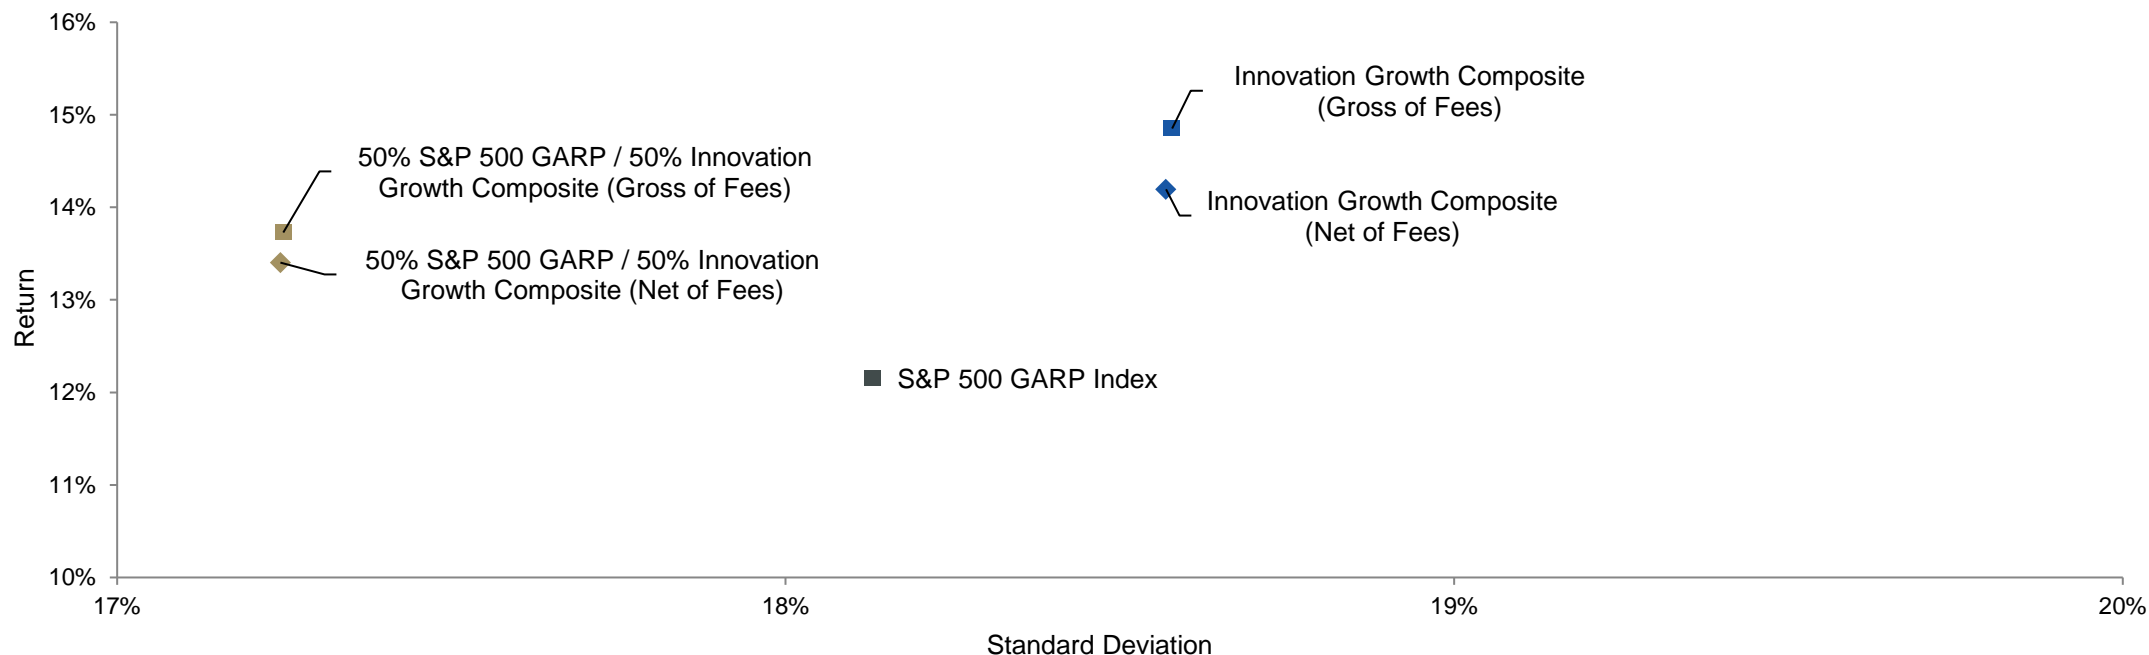 16%
15%
14%
13%
12%
11%
10%
Return
Innovation Growth Composite
(Gross of Fees)
50% S&P 500 GARP / 50% Innovation
Growth Composite (Gross of Fees)
Innovation Growth Composite
(Net of Fees)
50% S&P 500 GARP / 50% Innovation
Growth Composite (Net of Fees)
S&P 500 GARP Index
17%
18%
19%
20%
Standard Deviation